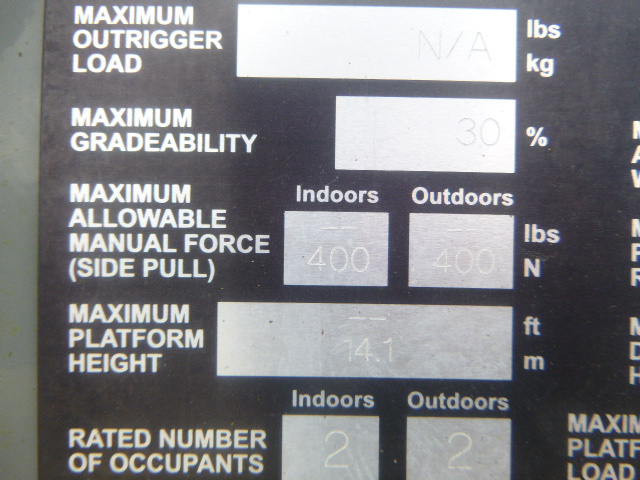 MAXIMUM
OUTRIGGER
LOAD
N/A
lbs
kg
MAXIMUM
GRADEABILITY
30 %
MAXIMUM
ALLOWABLE
MANUAL FORCE
(SIDE PULL)
Indoors Outdoors
-- -- lbs
400 400 N
MAXIMUM
PLATFORM
HEIGHT
-- ft
14.1 m
Indoors Outdoors
RATED NUMBER
OF OCCUPANTS
2 2
MAXIM
PLATF
LOAD